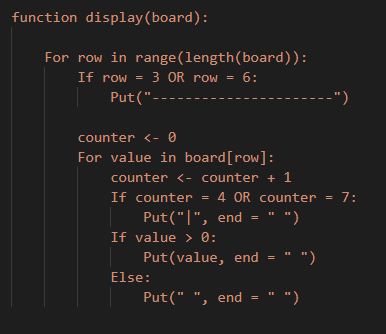 function display(board):
For row in range(length(board)):
If row = 3 OR row = 6:
Put("----------------------")
counter <- 0
For value in board[row]:
counter <- counter + 1
If counter = 4 OR counter = 7:
Put("|", end = " ")
If value > 0:
Put(value, end = " ")
Else:
Put(" ", end = " ")